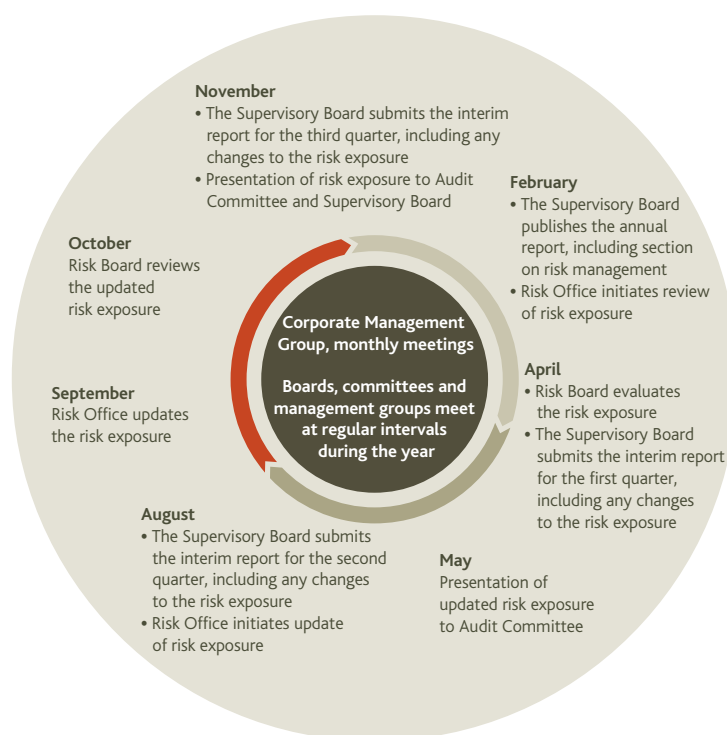 November
• The Supervisory Board submits the interim
report for the third quarter, including any
changes to the risk exposure
• Presentation of risk exposure to Audit
Committee and Supervisory Board
February
• The Supervisory Board
publishes the annual
report, including section
on risk management
• Risk Office initiates review
of risk exposure
April
• Risk Board evaluates
the risk exposure
• The Supervisory Board
submits the interim report
for the first quarter,
including any changes
to the risk exposure
May
Presentation of
updated risk exposure
to Audit Committee
August
• The Supervisory Board submits
the interim report for the second
quarter, including any changes
to the risk exposure
• Risk Office initiates update
of risk exposure
September
Risk Office updates
the risk exposure
October
Risk Board reviews
the updated
risk exposure
Corporate Management
Group, monthly meetings
Boards, committees and
management groups meet
at regular intervals
during the year